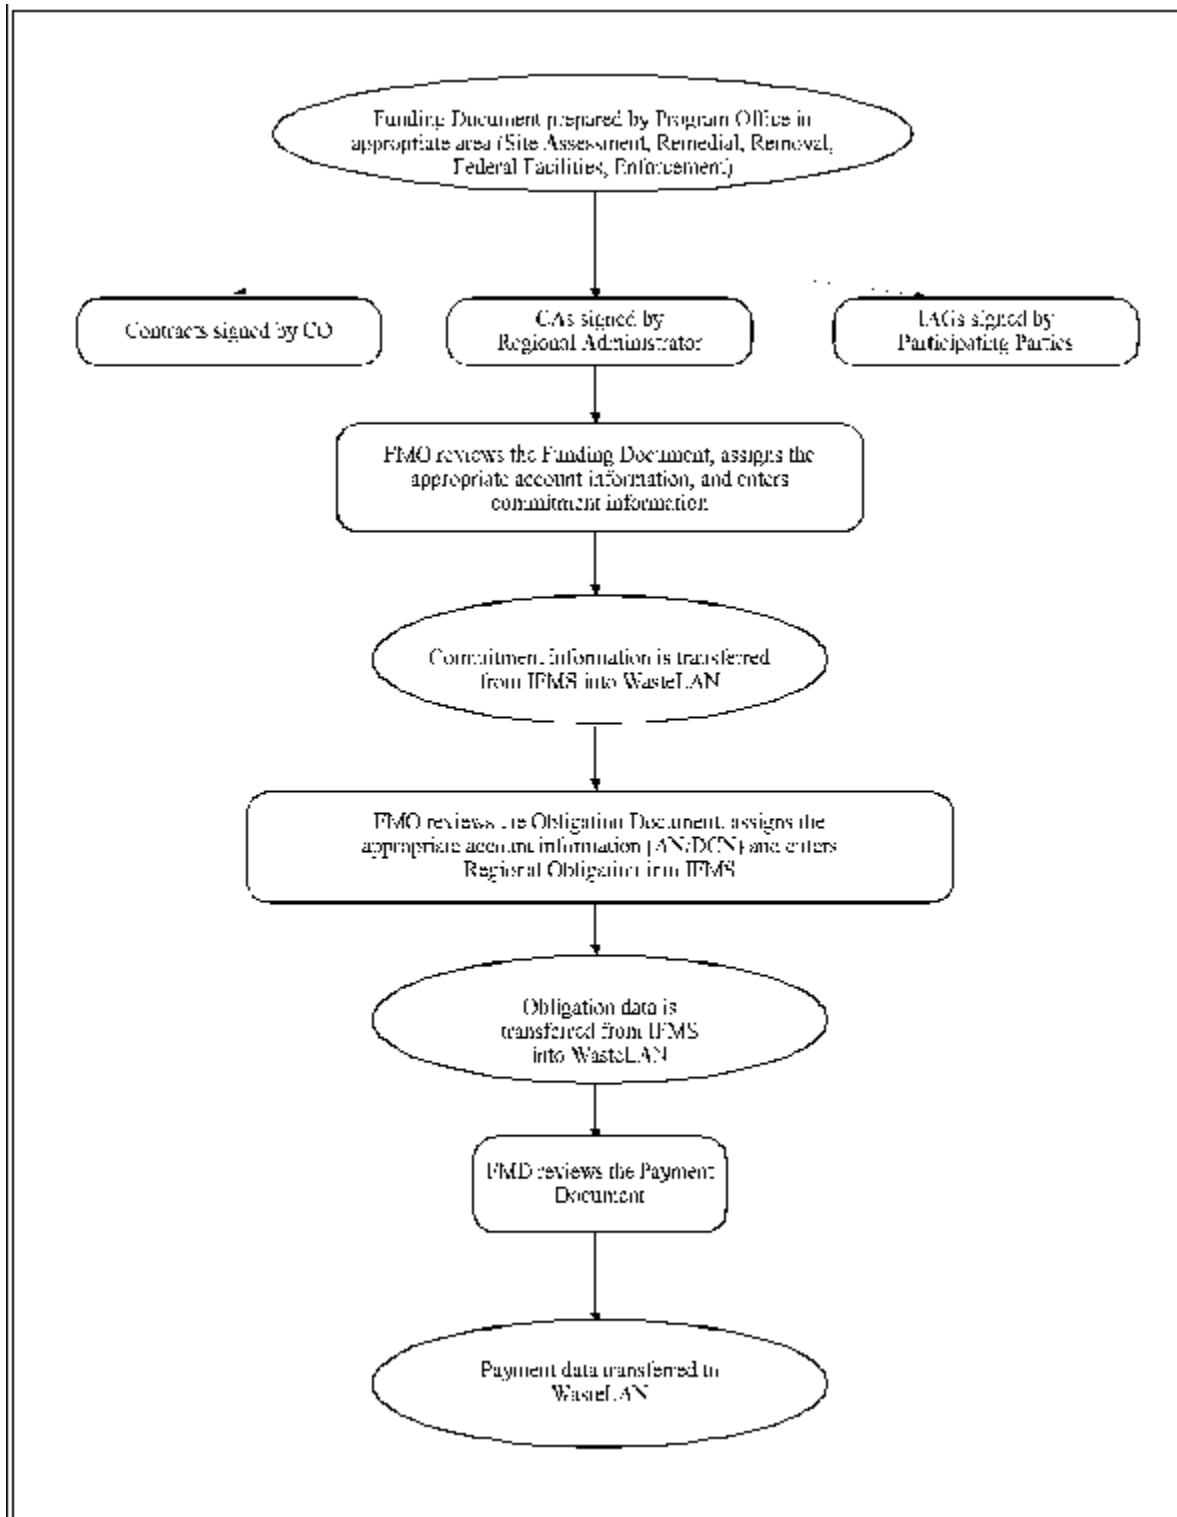 Funding Document prepared by Program Office in
appropriate area (Site Assessment, Remedial, Removal,
Federal Facilities, Enforcement)
Contracts signed by CO
CAs signed by
Regional Administrator
IAGs signed by
Participating Parties
FMO reviews the Funding Document, assigns the
appropriate account information, and enters
commitment information
Commitment Information is transferred
from IFMS into WasteLAN
FMO reviews the Obligation Document, assigns the
appropriate account information (AN/DCN) and enters
Regional Obligation into IFMS
Obligation data is
transferred from IFMS
into WasteLAN
FMD reviews the Payment
Document
Payment data transferred to
WasteLAN